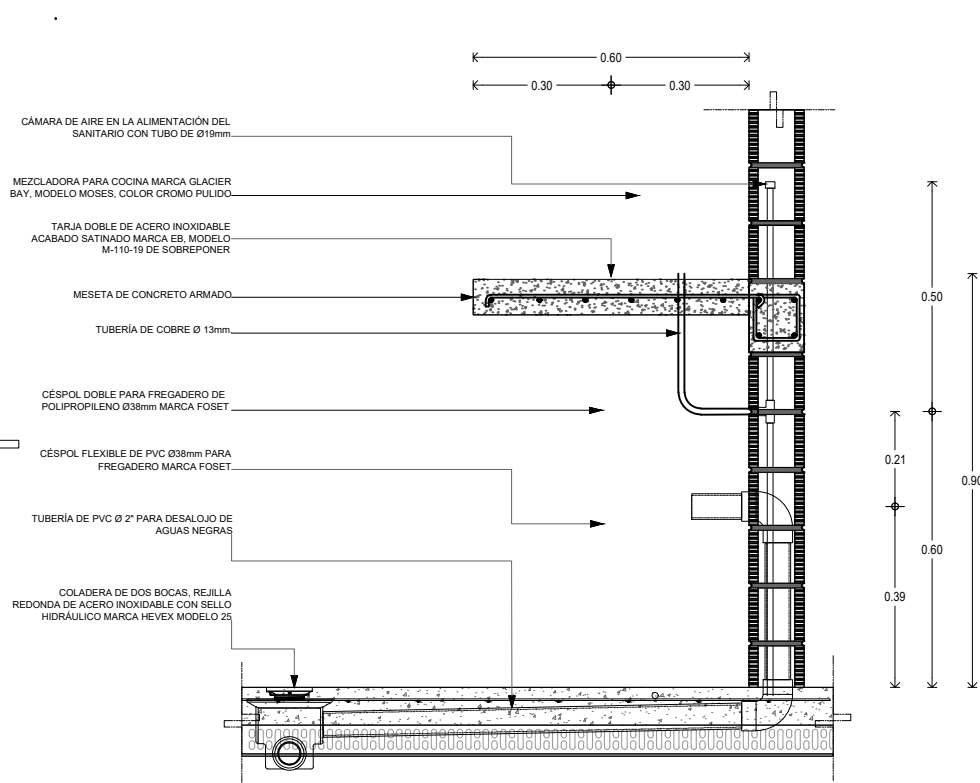 0.60
0.30
0.30
CÁMARA DE AIRE EN LA ALIMENTACIÓN DEL
SANITARIO CON TUBO DE Ø19mm
MEZCLADORA PARA COCINA MARCA GLACIER
BAY, MODELO MOSES, COLOR CROMO PULIDO
TARJA DOBLE DE ACERO INOXIDABLE
ACABADO SATINADO MARCA EB, MODELO
M-110-19 DE SOBREPONER
MESETA DE CONCRETO ARMADO
TUBERÍA DE COBRE Ø 13mm
CÉSPOL DOBLE PARA FREGADERO DE
POLIPROPILENO Ø38mm MARCA FOSET
CÉSPOL FLEXIBLE DE PVC Ø38mm PARA
FREGADERO MARCA FOSET
TUBERÍA DE PVC Ø 2" PARA DESALOJO DE
AGUAS NEGRAS
COLADERA DE DOS BOCAS, REJILLA
REDONDA DE ACERO INOXIDABLE CON SELLO
HIDRÁULICO MARCA HEVEX MODELO 25
0.50
0.21
0.90
0.60
0.39